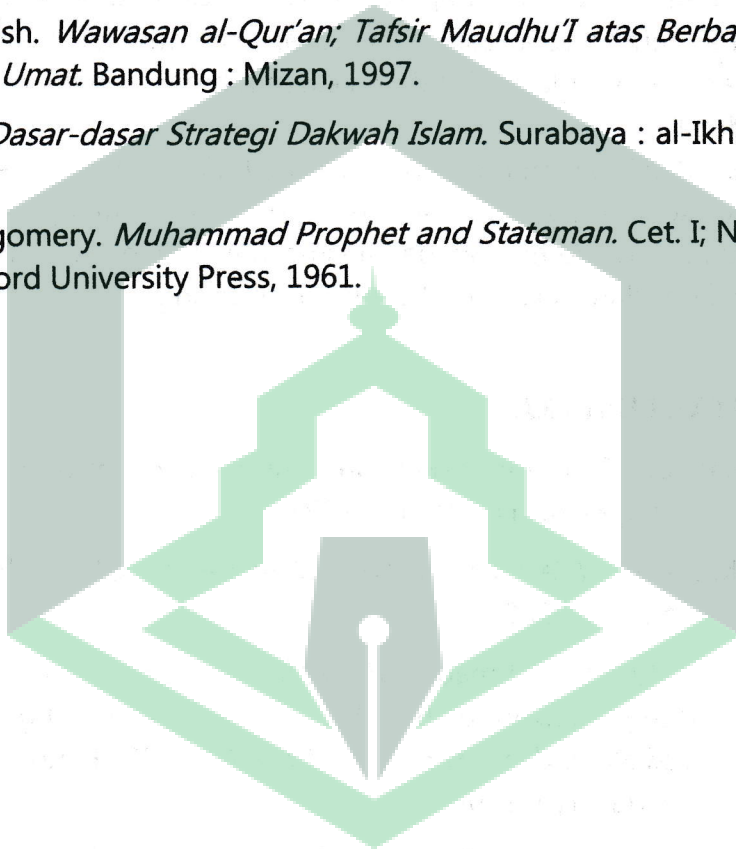 sh. Wawasan al-Qur'an; Tafsir Maudhu'I atas Berba
Umat. Bandung : Mizan, 1997.
Dasar-dasar Strategi Dakwah Islam. Surabaya : al-Ikh
gomery. Muhammad Prophet and Stateman. Cet. I; N
ord University Press, 1961.